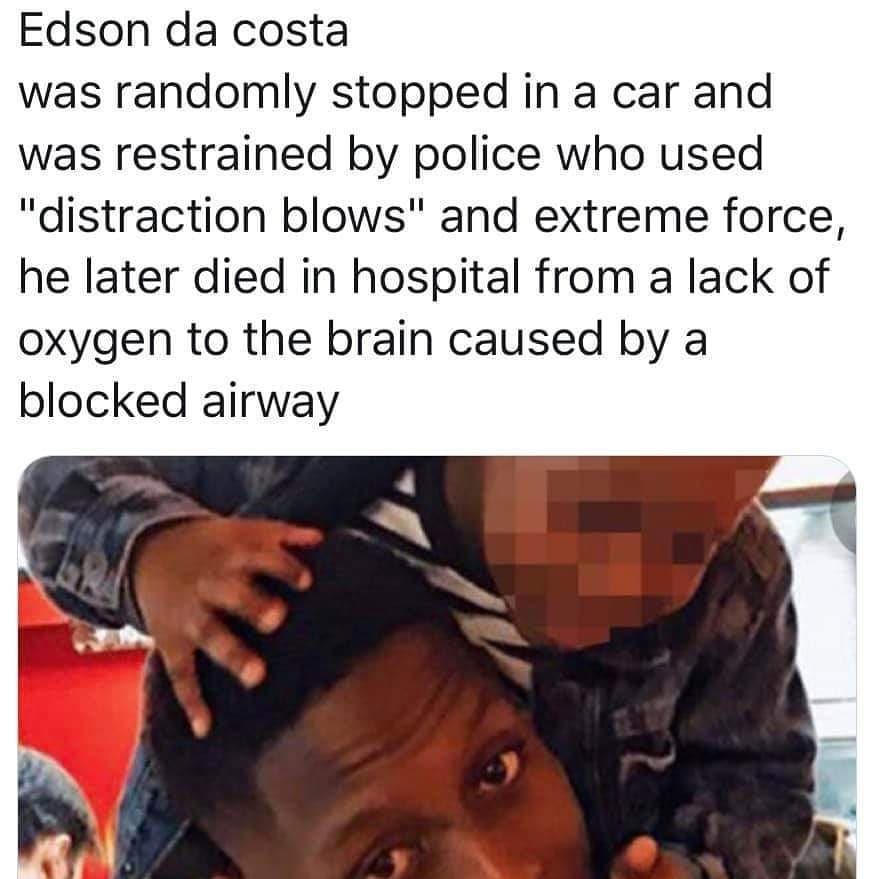 Edson da costa
was randomly stopped in a car and
was restrained by police who used
"distraction blows" and extreme force,
he later died in hospital from a lack of
oxygen to the brain caused by a
blocked airway